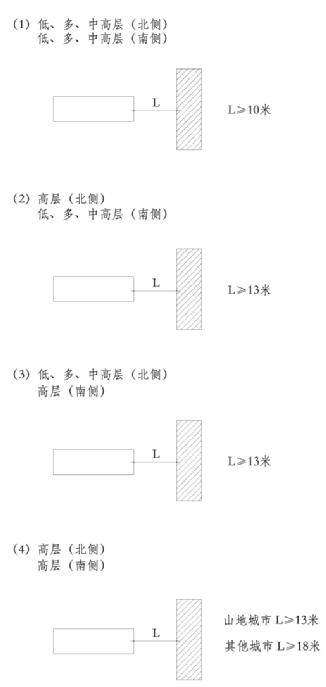 (1) 低、多、中高层(北侧)
低、多、中高层(南侧)
L
L≥10米
(2) 高层(北侧)
低、多、中高层(南侧)
L
L≥13米
(3) 低、多、中高层(北侧)
高层(南侧)
L
L≥13米
(4) 高层(北侧)
高层(南侧)
L
山地城市 L≥13米
其他城市 L≥18米